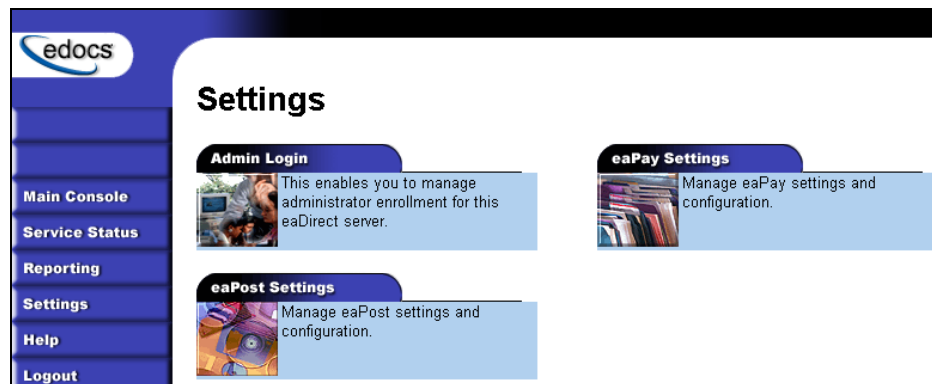 edocs
Settings
Main Console
Service Status
Reporting
Settings
Help
Logout
Admin Login
This enables you to manage
administrator enrollment for this
eaDirect server.
eaPay Settings
Manage eaPay settings and
configuration.
eaPost Settings
Manage eaPost settings and
configuration.